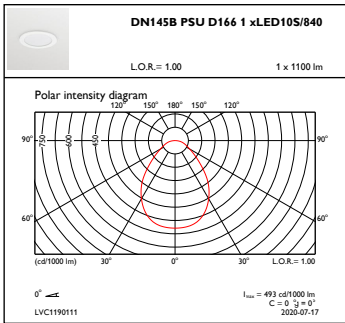 DN145B PSU D166 1 xLED10S/840
L.O.R.= 1.00 1 x 1100 lm
Polar intensity diagram
120° 150° 180° 150° 120°
90° 750 600 450 90°
60° 60°
(cd/1000 lm) 30° 0° 30° L.O.R.= 1.00
0°
Imax = 493 cd/1000 lm
C = 0 °g = 0°
LVC1190111 2020-07-17